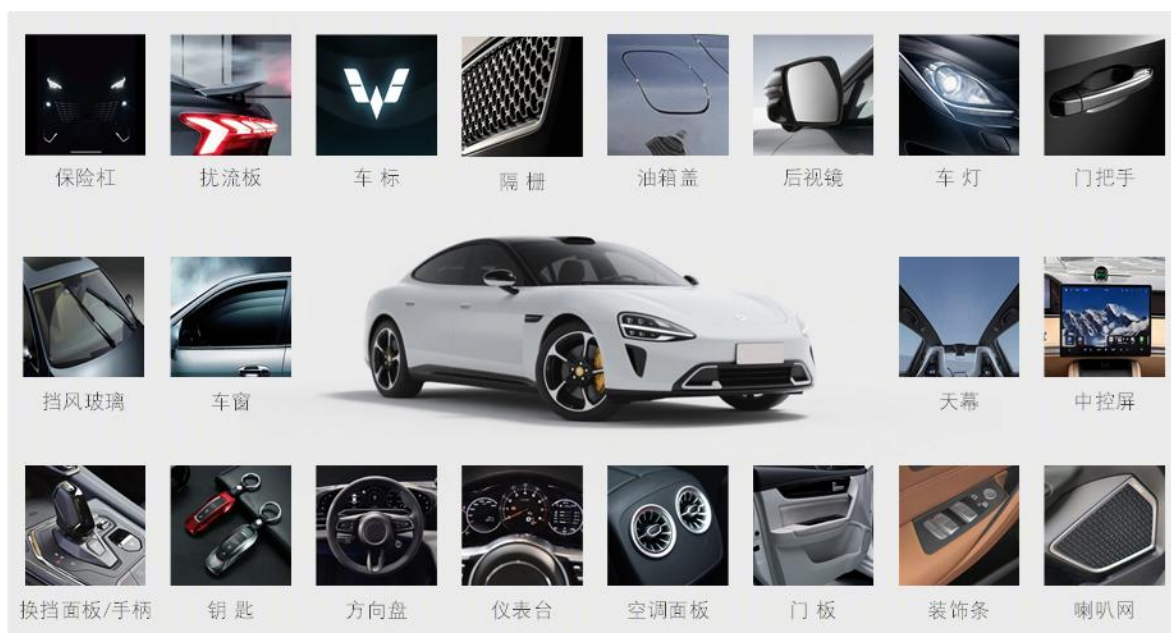 保险杠
扰流板
车 标
隔 栅
油箱盖
后视镜
车 灯
门把手
挡风玻璃
车窗
天幕
中控屏
换挡面板/手柄
钥 匙
方向盘
仪表台
空调面板
门 板
装饰条
喇叭网